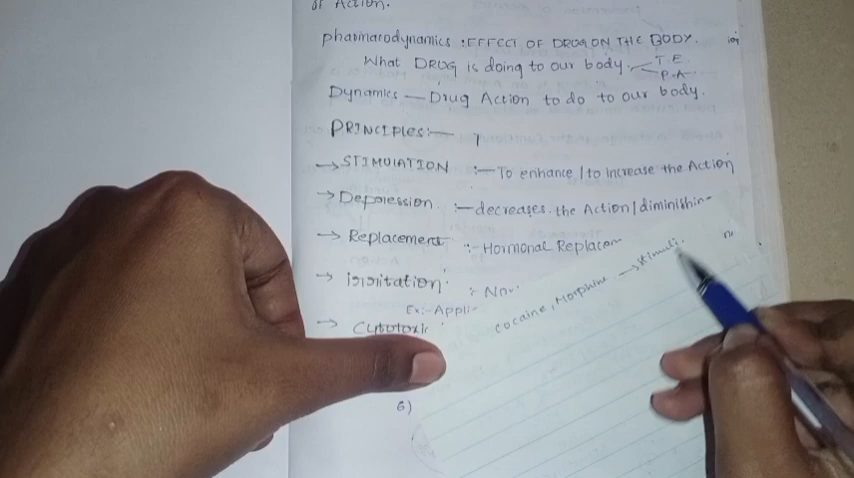 of Action.
pharmacodynamics : EFFECT OF DRUG ON THE BODY.
What DRUG is doing to our body. T.E.
P.A.
Dynamics — Drug Action to do to our body.
PRINCIPLES:—
→ STIMULATION :— To enhance / to increase the Action
→ Depression. :— decreases the Action / diminishin
→ Replacement :- Hormonal Replacem
→ irritation :
Ex:- Appli
→ Cytotoxic
cocaine, Morphine → stimuli.
6)